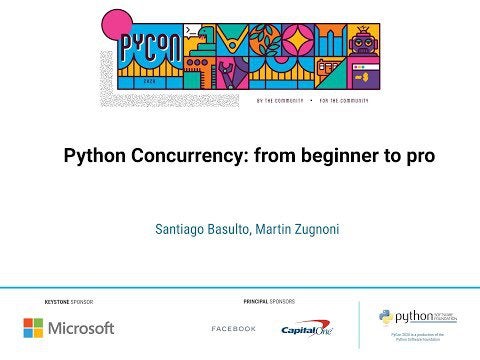 PYCON
2020
BY THE COMMUNITY • FOR THE COMMUNITY
Python Concurrency: from beginner to pro
Santiago Basulto, Martin Zugnoni
KEYSTONE SPONSOR
PRINCIPAL SPONSORS
Microsoft
FACEBOOK
Capital One
python SOFTWARE FOUNDATION
PyCon 2020 is a production of the
Python Software Foundation